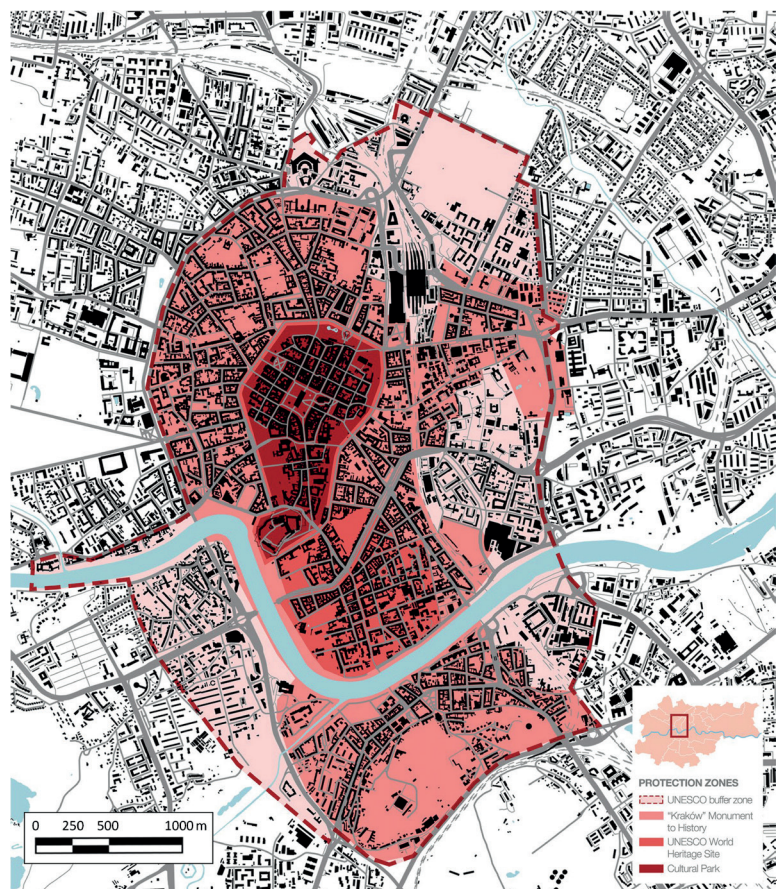 0 250 500 1000 m
PROTECTION ZONES
UNESCO buffer zone
"Kraków" Monument
to History
UNESCO World
Heritage Site
Cultural Park